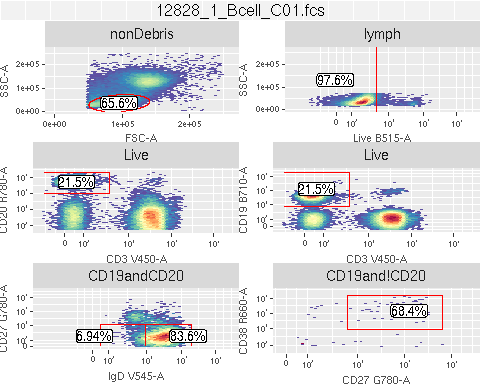 12828_1_Bcell_C01.fcs
nonDebris
lymph
SSC-A
2e+05
1e+05
0e+00
65.6%
0e+00 1e+05 2e+05
FSC-A
SSC-A
2e+05
1e+05
0e+00
97.6%
Live B515-A
Live
Live
CD20 R780-A
21.5%
CD3 V450-A
CD19 B710-A
21.5%
CD3 V450-A
CD19andCD20
CD19and!CD20
CD27 G780-A
6.94%
83.6%
IgD V545-A
CD38 R660-A
68.4%
CD27 G780-A